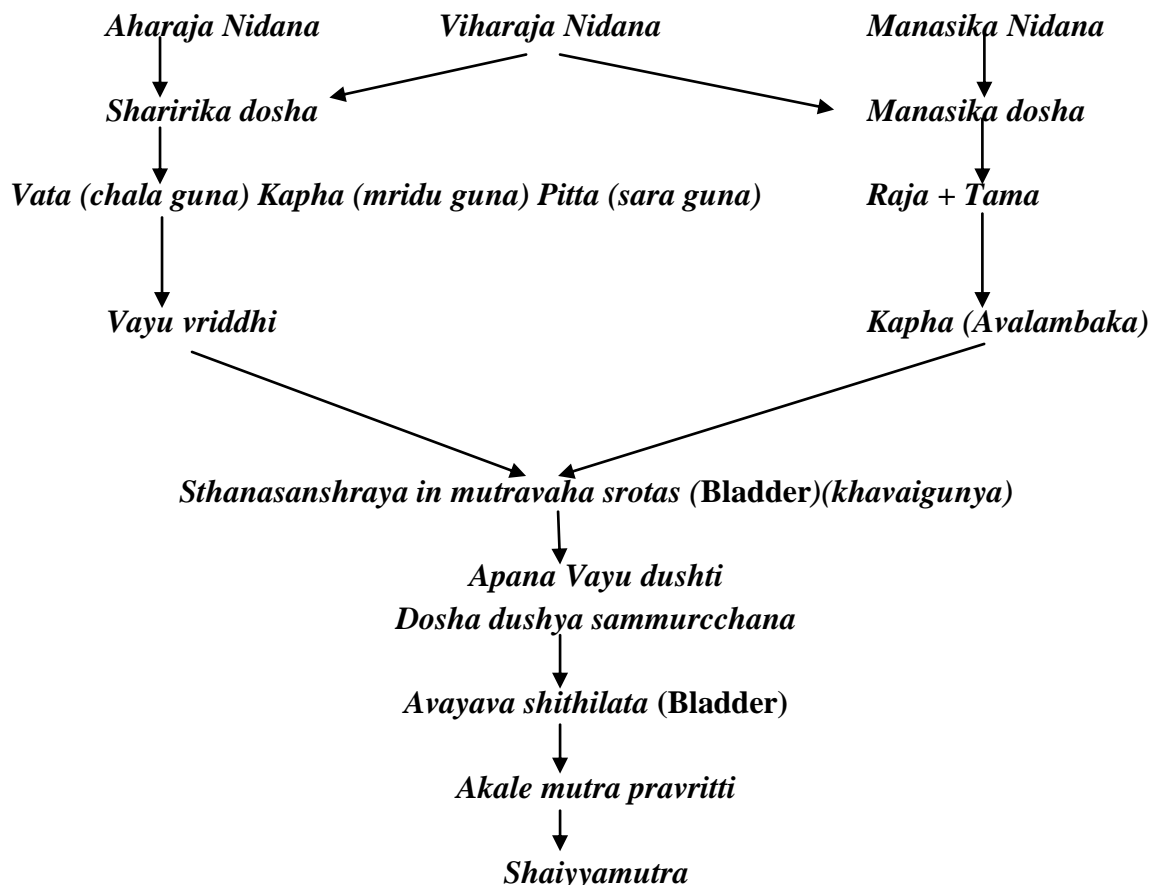 Aharaja Nidana Viharaja Nidana Manasika Nidana
Sharirika dosha Manasika dosha
Vata (chala guna) Kapha (mridu guna) Pitta (sara guna) Raja + Tama
Vayu vriddhi Kapha (Avalambaka)
Sthanasanshraya in mutravaha srotas (Bladder)(khavaigunya)
Apana Vayu dushti
Dosha dushya sammurcchana
Avayava shithilata (Bladder)
Akale mutra pravritti
Shaiyyamutra